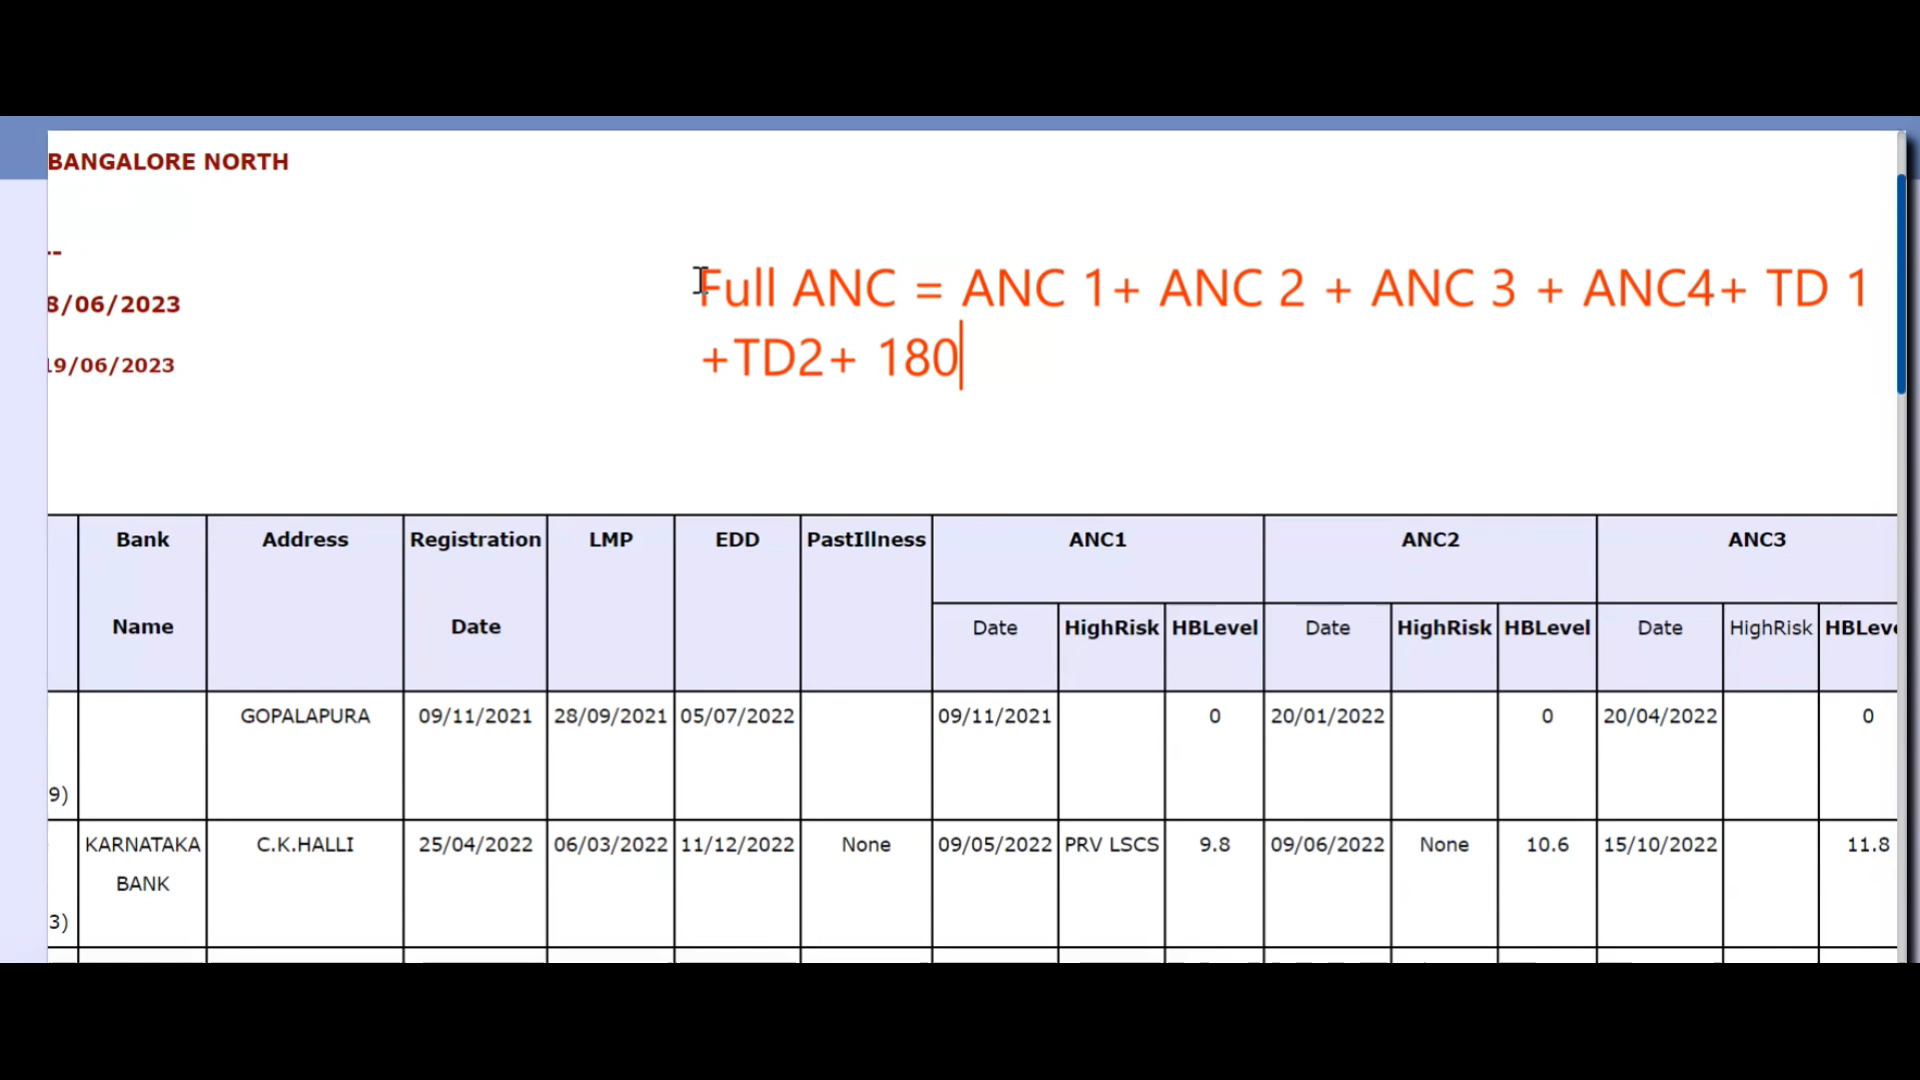 BANGALORE NORTH
--
8/06/2023
Full ANC = ANC 1+ ANC 2 + ANC 3 + ANC4+ TD 1
+TD2+ 180
19/06/2023
Bank Name Address Registration Date LMP EDD PastIllness ANC1 ANC2 ANC3
Date HighRisk HBLevel Date HighRisk HBLevel Date HighRisk HBLeve
GOPALAPURA 09/11/2021 28/09/2021 05/07/2022 09/11/2021 0 20/01/2022 0 20/04/2022 0
9)
KARNATAKA C.K.HALLI 25/04/2022 06/03/2022 11/12/2022 None 09/05/2022 PRV LSCS 9.8 09/06/2022 None 10.6 15/10/2022 11.8
BANK
3)